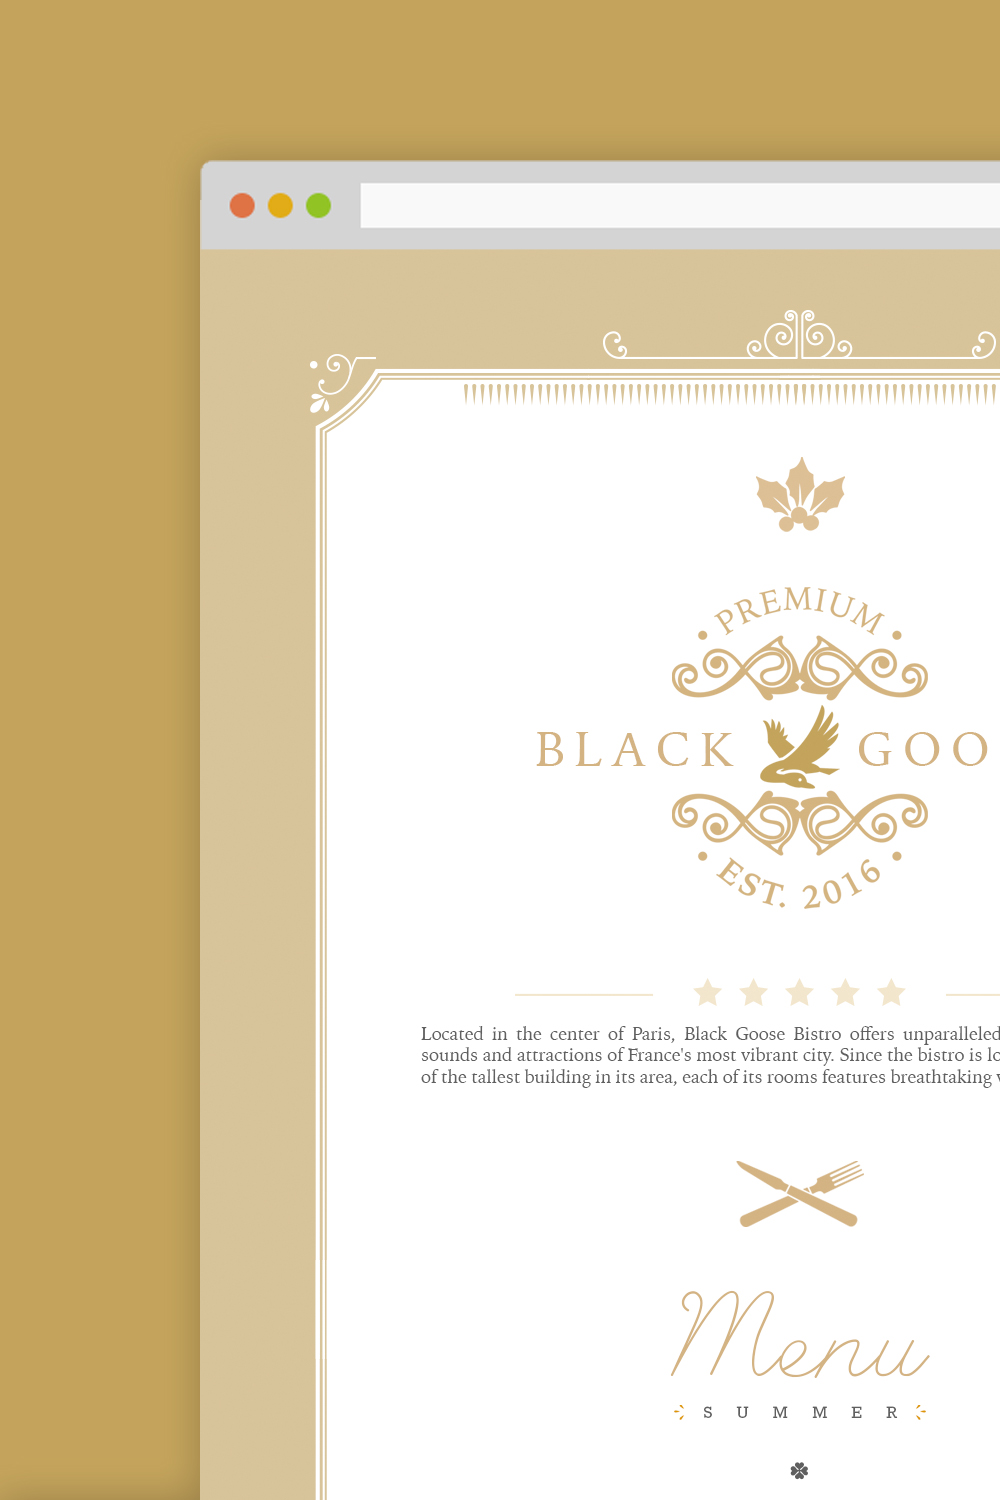 PREMIUM
BLACK GOO
EST. 2016
Located in the center of Paris, Black Goose Bistro offers unparalleled
sounds and attractions of France's most vibrant city. Since the bistro is lo
of the tallest building in its area, each of its rooms features breathtaking v
Menu
SUMMER